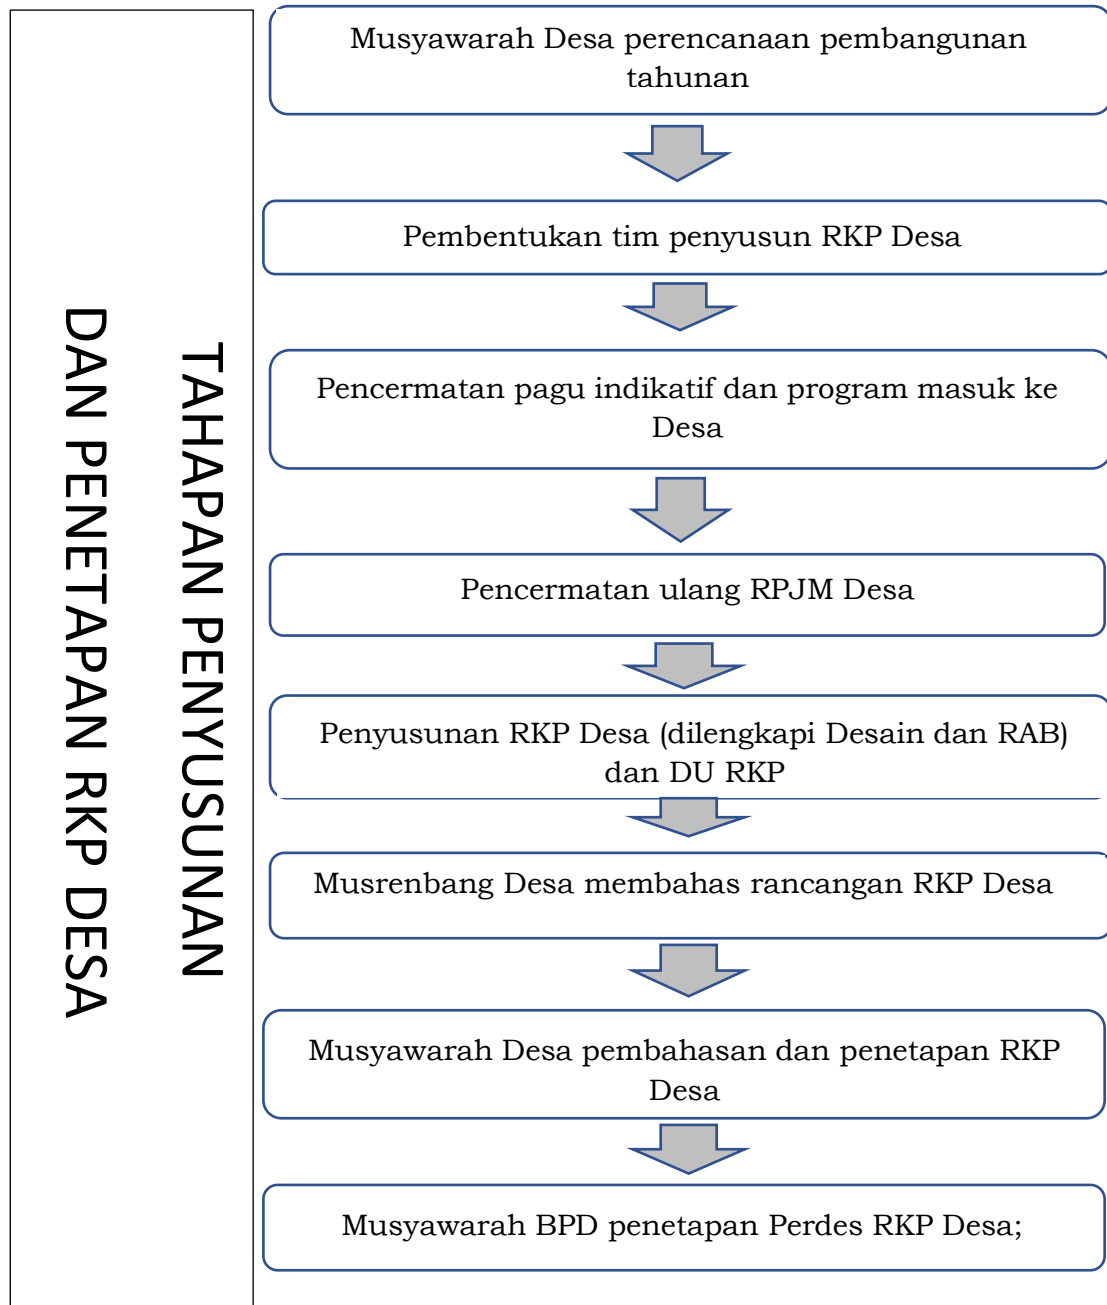 TAHAPAN PENYUSUNAN
DAN PENETAPAN RKP DESA
Musyawarah Desa perencanaan pembangunan
tahunan
Pembentukan tim penyusun RKP Desa
Pencermatan pagu indikatif dan program masuk ke
Desa
Pencermatan ulang RPJM Desa
Penyusunan RKP Desa (dilengkapi Desain dan RAB)
dan DU RKP
Musrenbang Desa membahas rancangan RKP Desa
Musyawarah Desa pembahasan dan penetapan RKP
Desa
Musyawarah BPD penetapan Perdes RKP Desa;